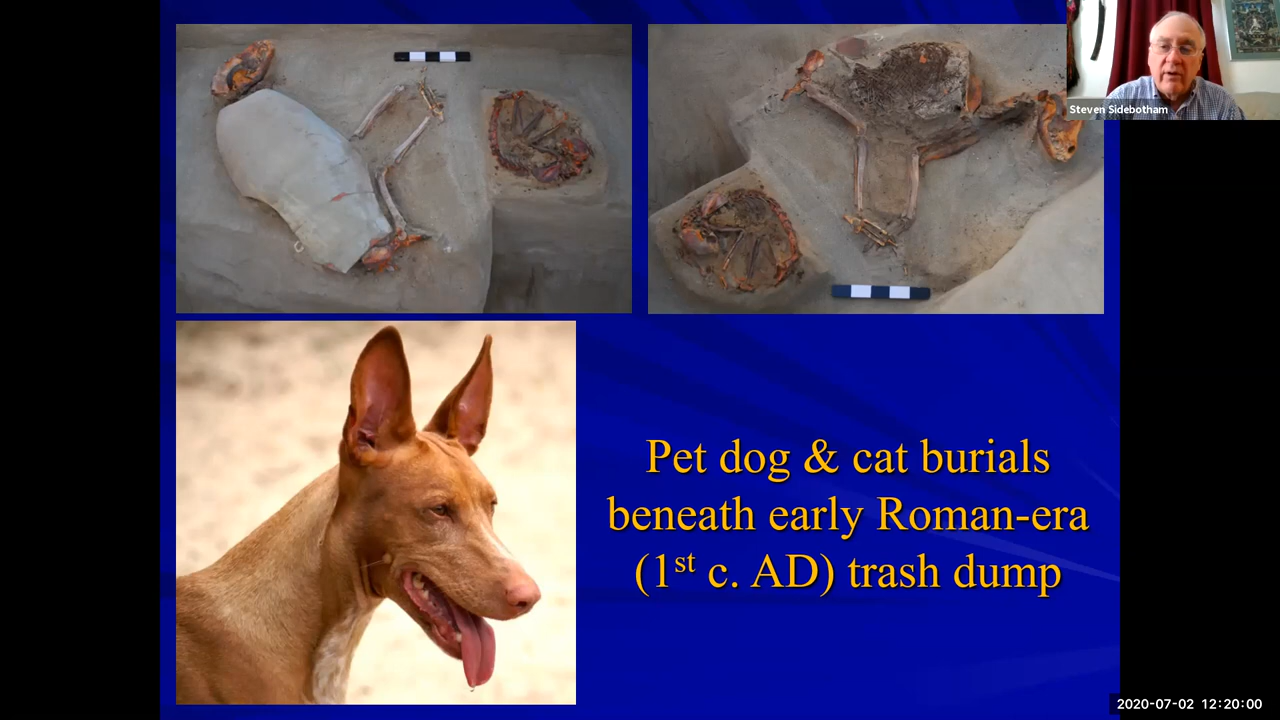 Steven Sidebotham
Pet dog & cat burials
beneath early Roman-era
(1st c. AD) trash dump
2020-07-02 12:20:00